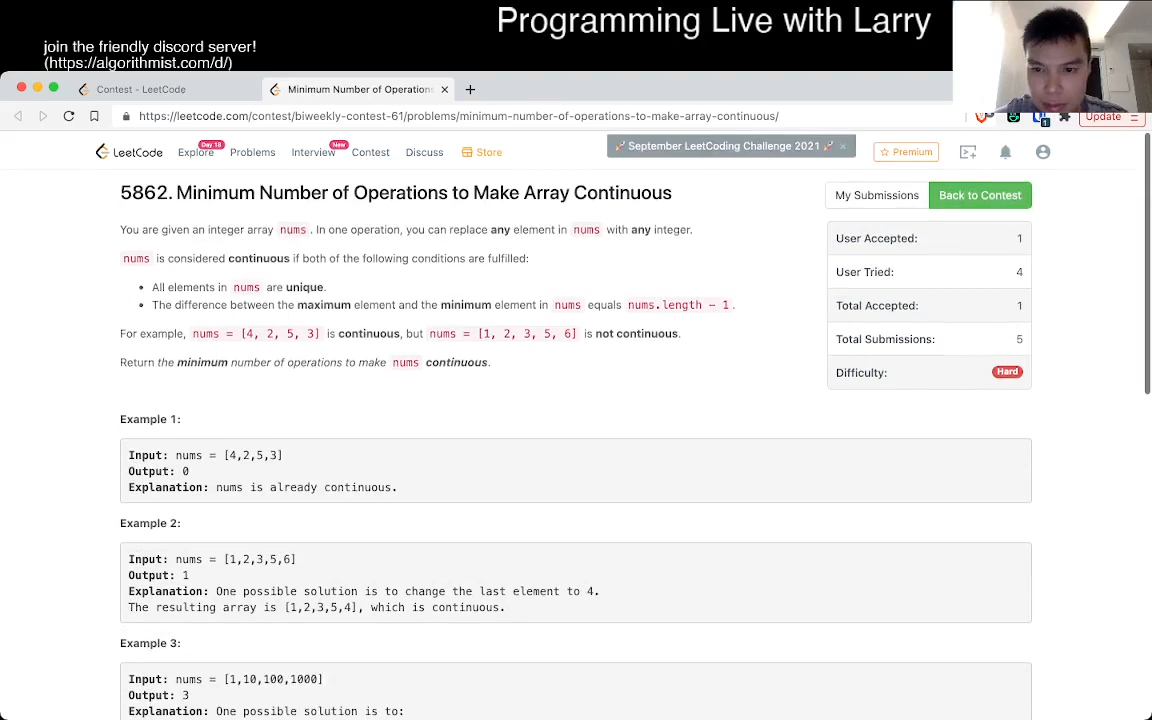 Programming Live with Larry
join the friendly discord server!
(https://algorithmist.com/d/)
Contest - LeetCode
Minimum Number of Operations
https://leetcode.com/contest/biweekly-contest-61/problems/minimum-number-of-operations-to-make-array-continuous/
1
Update
LeetCode
Explore
Day 18
Problems
Interview
New
Contest
Discuss
Store
September LeetCoding Challenge 2021
Premium
5862. Minimum Number of Operations to Make Array Continuous
My Submissions
Back to Contest
You are given an integer array nums . In one operation, you can replace any element in nums with any integer.
nums is considered continuous if both of the following conditions are fulfilled:
• All elements in nums are unique.
• The difference between the maximum element and the minimum element in nums equals nums.length - 1 .
For example, nums = [4, 2, 5, 3] is continuous, but nums = [1, 2, 3, 5, 6] is not continuous.
Return the minimum number of operations to make nums continuous.
User Accepted: 1
User Tried: 4
Total Accepted: 1
Total Submissions: 5
Difficulty: Hard
Example 1:
Input: nums = [4,2,5,3]
Output: 0
Explanation: nums is already continuous.
Example 2:
Input: nums = [1,2,3,5,6]
Output: 1
Explanation: One possible solution is to change the last element to 4.
The resulting array is [1,2,3,5,4], which is continuous.
Example 3:
Input: nums = [1,10,100,1000]
Output: 3
Explanation: One possible solution is to: